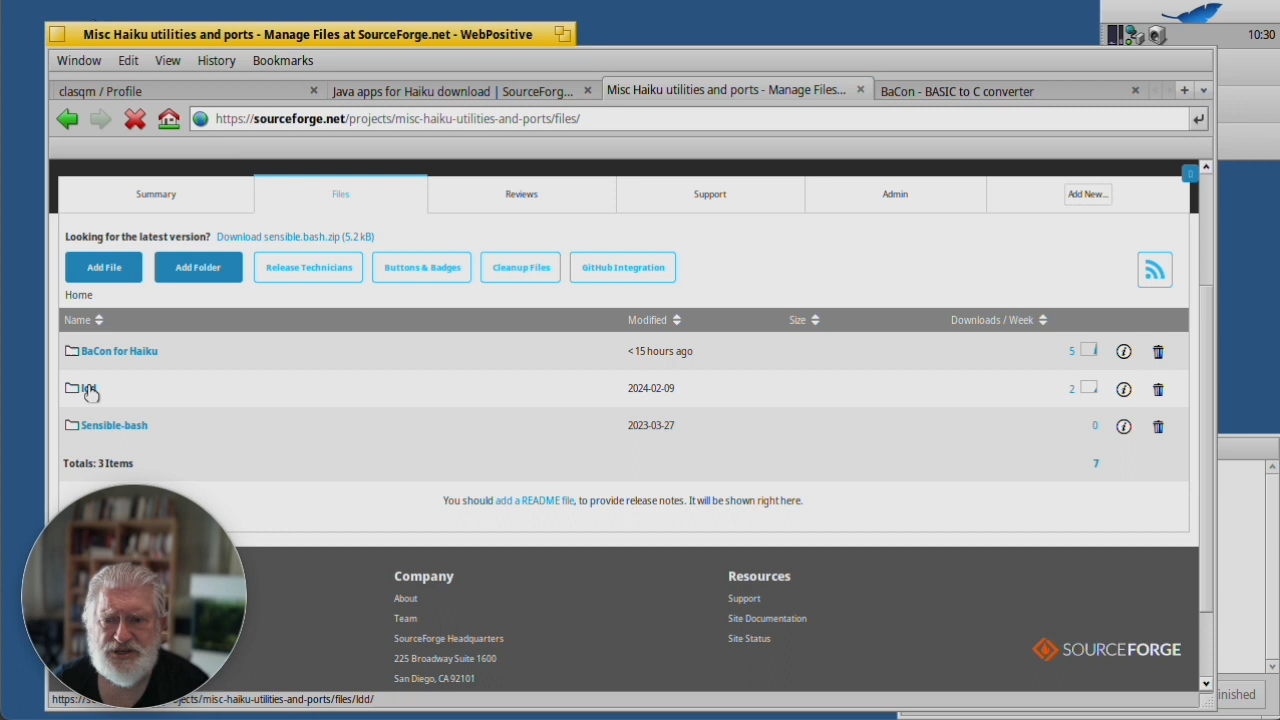 Misc Haiku utilities and ports - Manage Files at SourceForge.net - WebPositive
10:30
Window Edit View History Bookmarks
clasqm / Profile
Java apps for Haiku download | SourceForg...
Misc Haiku utilities and ports - Manage Files...
BaCon - BASIC to C converter
https://sourceforge.net/projects/misc-haiku-utilities-and-ports/files/
Summary Files Reviews Support Admin Add New...
Looking for the latest version? Download sensible.bash.zip (5.2 kB)
Add File Add Folder Release Technicians Buttons & Badges Cleanup Files GitHub Integration
Home
Name Modified Size Downloads / Week
BaCon for Haiku < 15 hours ago 5
ldd 2024-02-09 2
Sensible-bash 2023-03-27 0
Totals: 3 Items 7
You should add a README file, to provide release notes. It will be shown right here.
Company
About
Team
SourceForge Headquarters
225 Broadway Suite 1600
San Diego, CA 92101
Resources
Support
Site Documentation
Site Status
SOURCEFORGE
jects/misc-haiku-utilities-and-ports/files/ldd/
inished